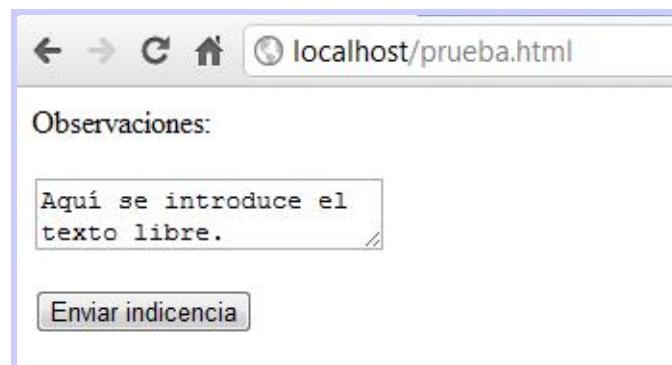 localhost/prueba.html
Observaciones:
Aquí se introduce el
texto libre.
Enviar indicencia